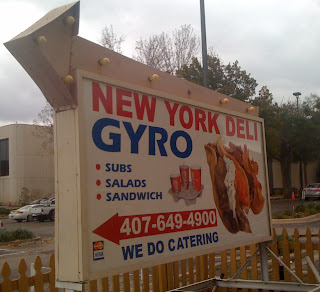 NEW YORK DELI
GYRO
• SUBS
• SALADS
• SANDWICH
407-649-4900
WE DO CATERING